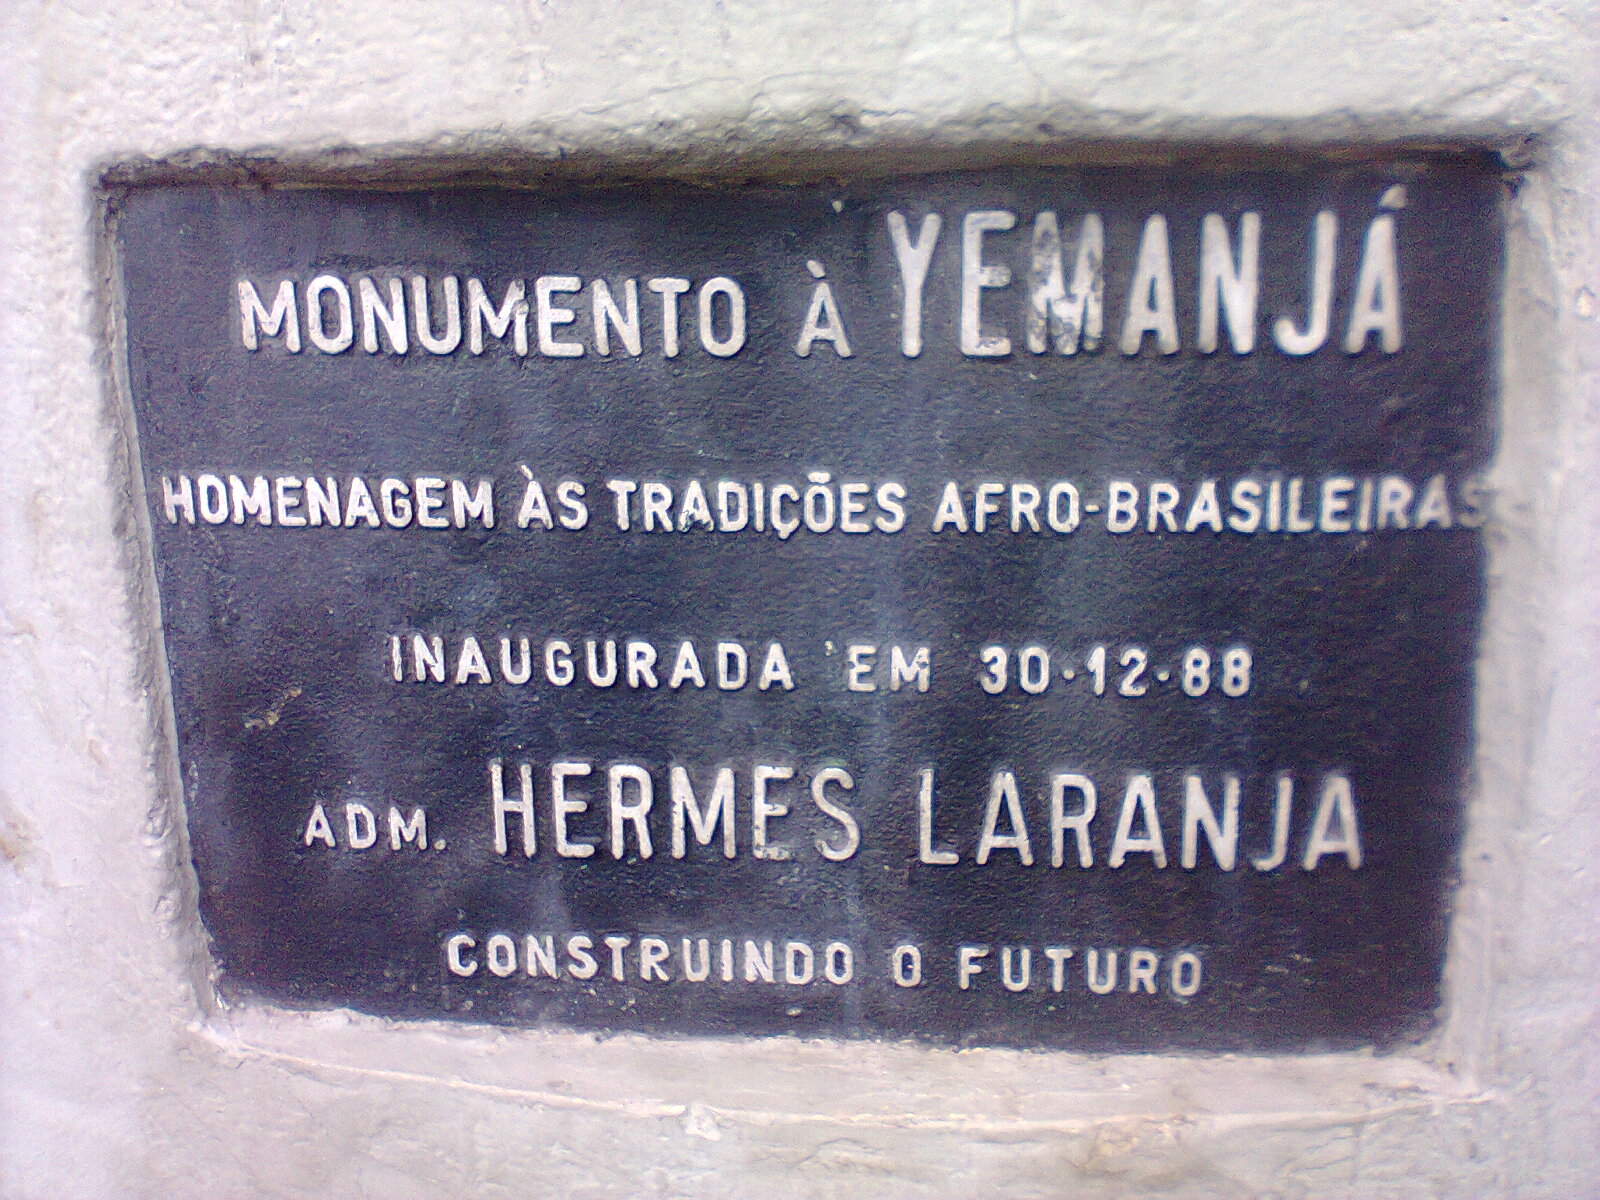 MONUMENTO À YEMANJÁ
HOMENAGEM ÀS TRADIÇÕES AFRO-BRASILEIRAS
INAUGURADA EM 30·12·88
ADM. HERMES LARANJA
CONSTRUINDO O FUTURO